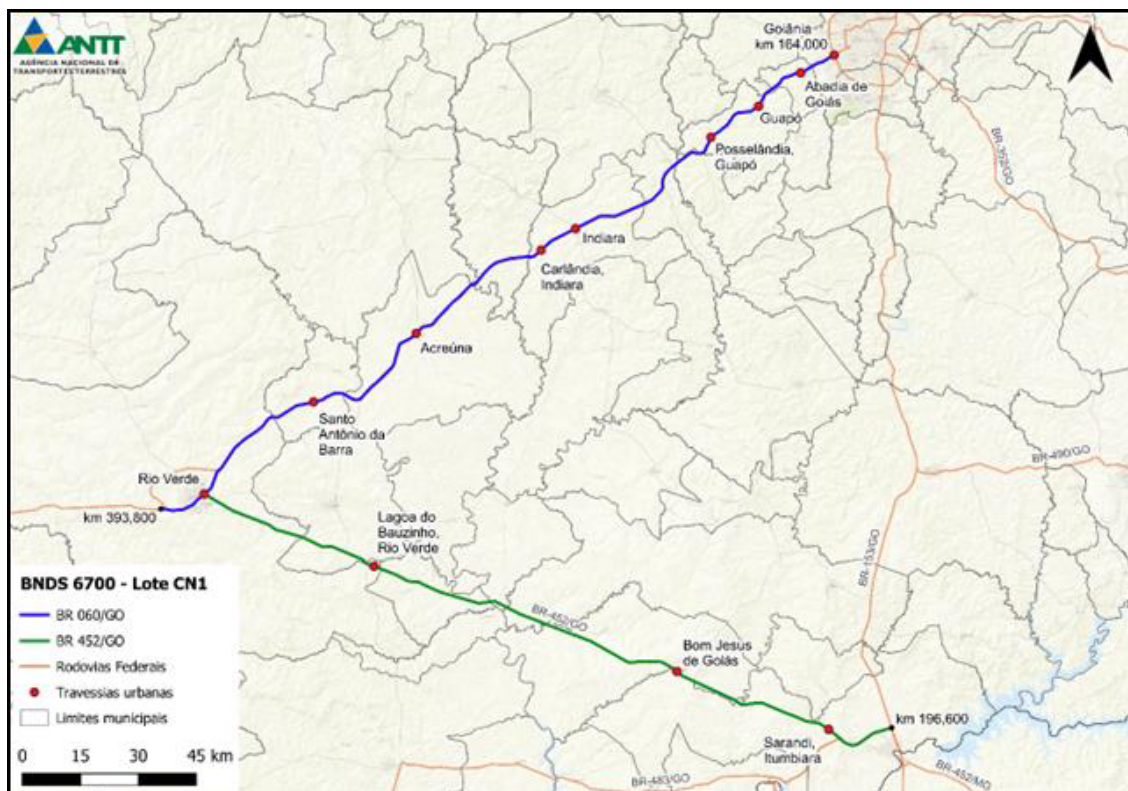 ANTT
AGÊNCIA NACIONAL DE
TRANSPORTES TERRESTRES
Goiânia
km 164,000
Abadia de
Goiás
Guapó
Posselândia,
Guapó
BR-352/GO
Indiara
Carlândia,
Indiara
Acreúna
Santo
Antônio da
Barra
Rio Verde
km 393,800
BR-490/GO
Lagoa do
Bauzinho,
Rio Verde
BR-153/GO
BR-452/GO
Bom Jesus
de Goiás
km 196,600
Sarandi,
Itumbiara
BR-483/GO
BR-452/MG
BNDS 6700 - Lote CN1
BR 060/GO
BR 452/GO
Rodovias Federais
Travessias urbanas
Limites municipais
0 15 30 45 km